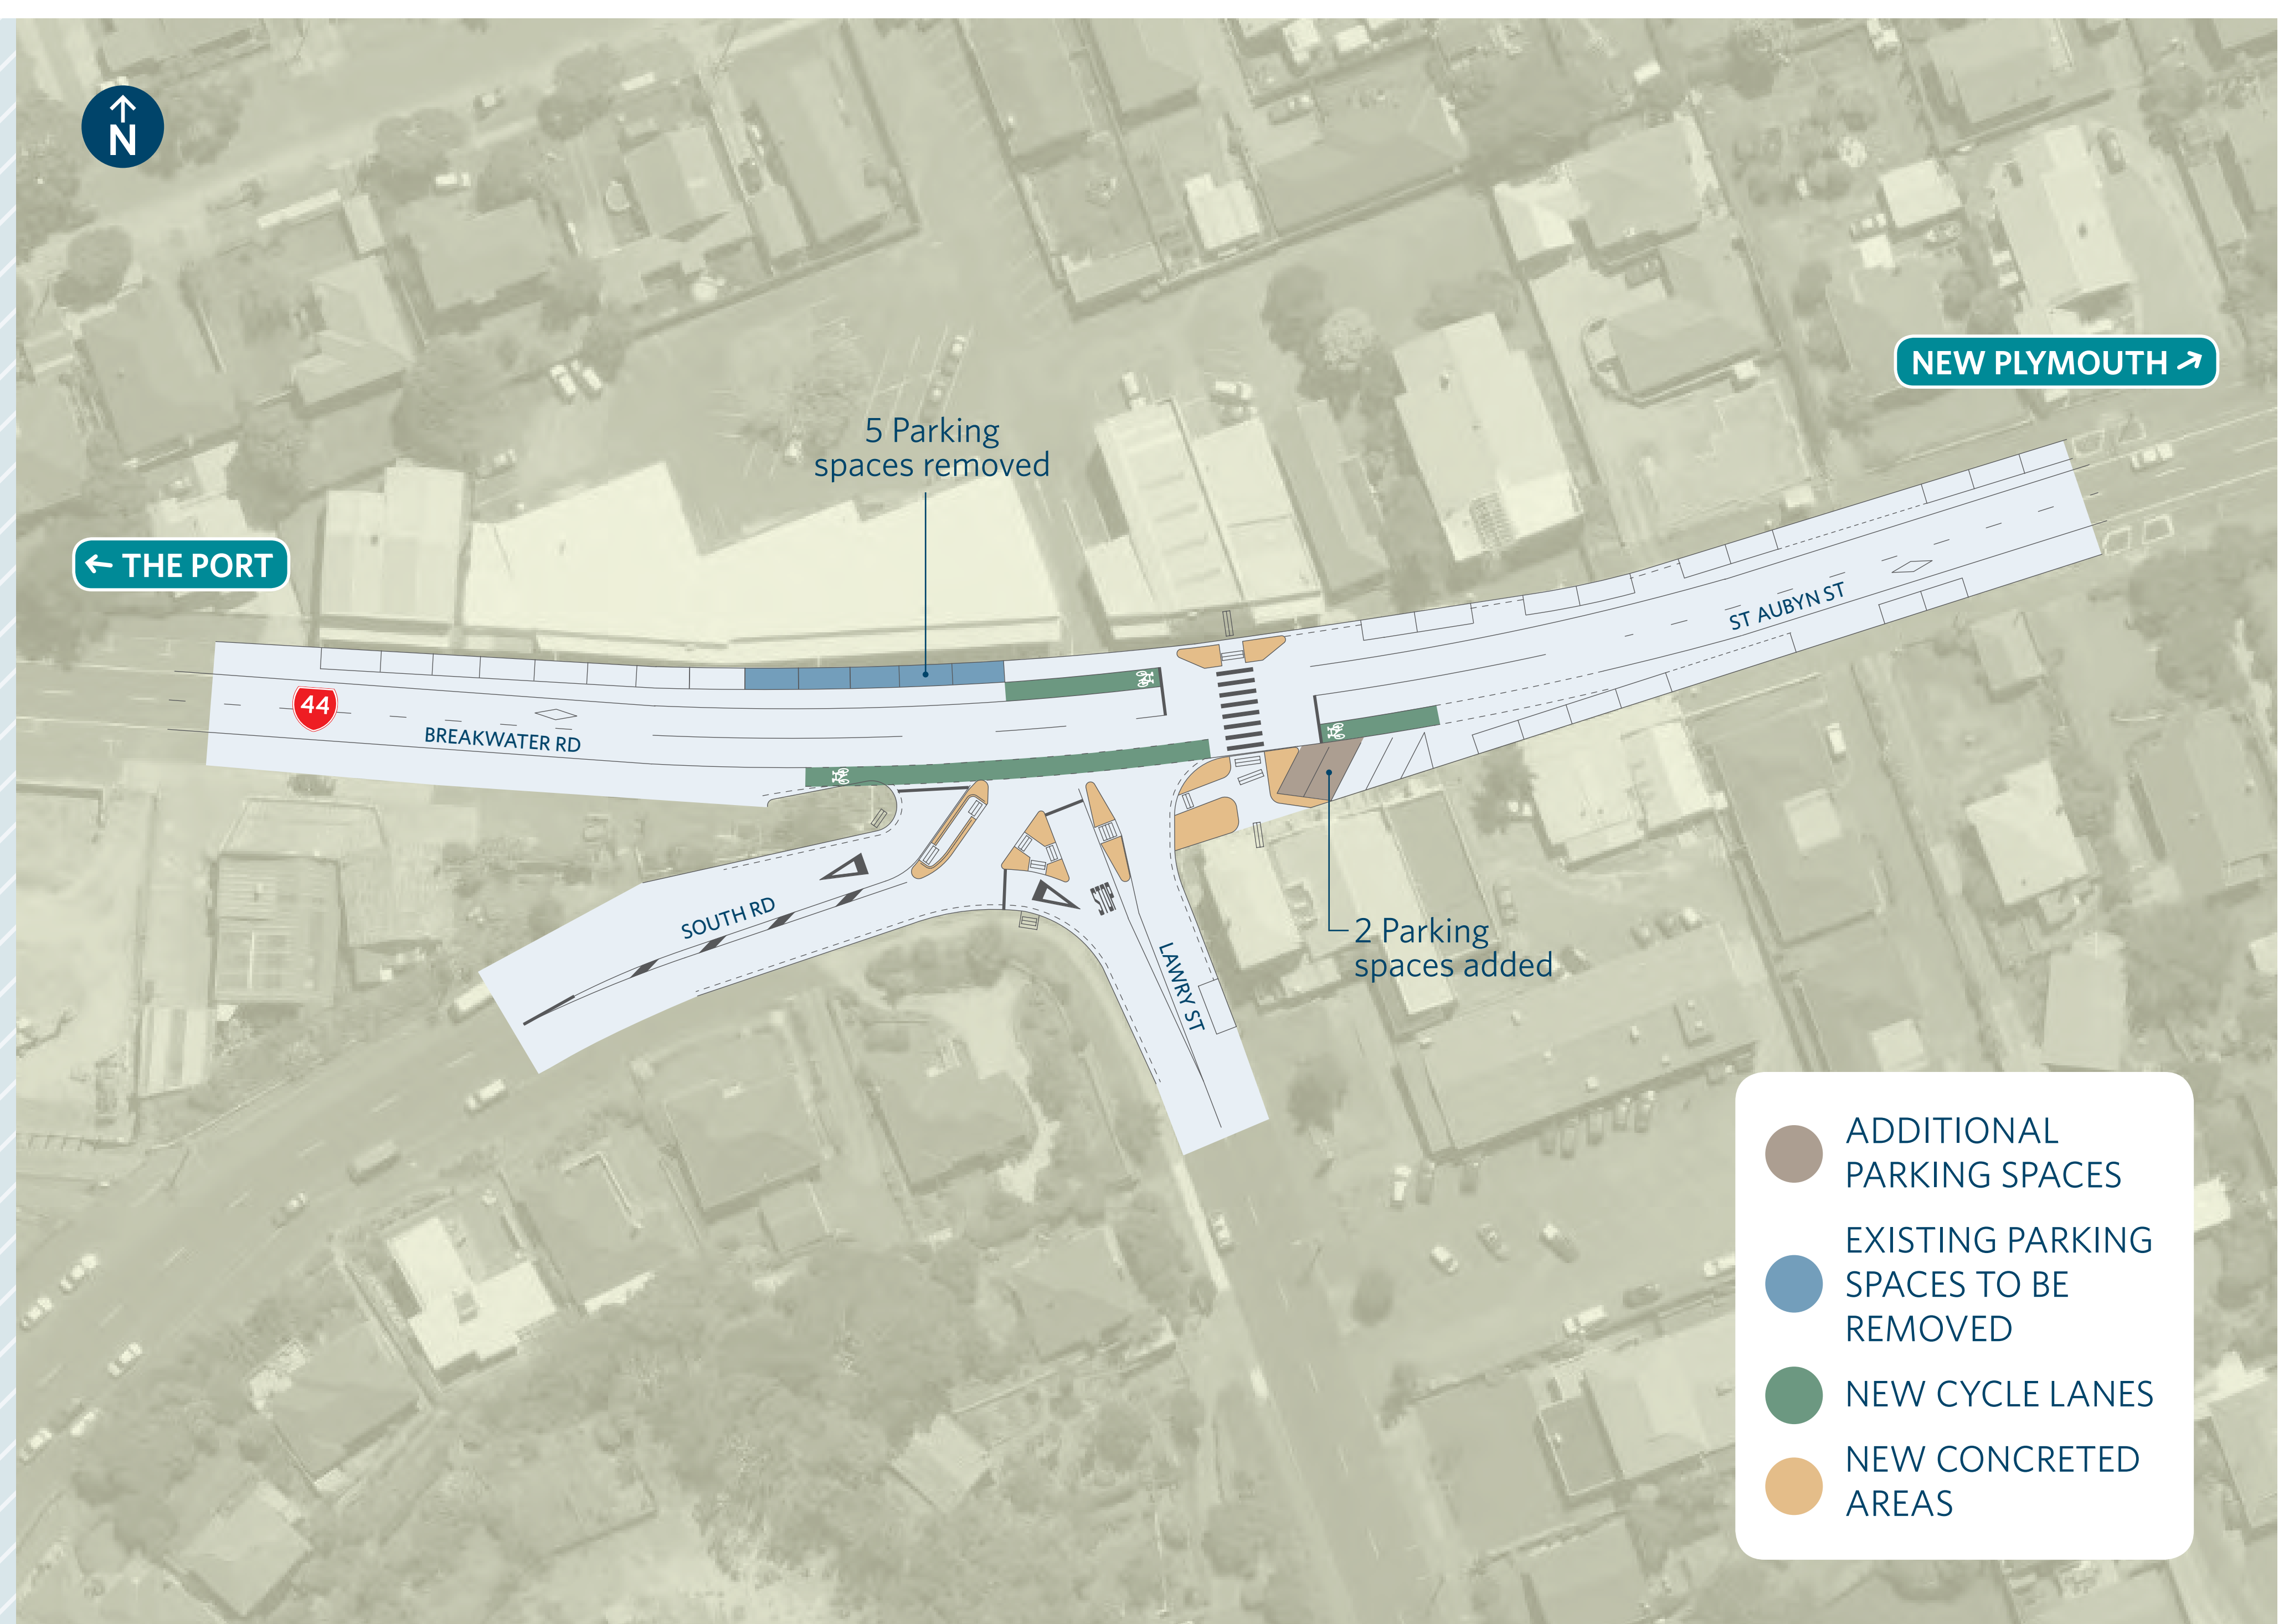 N
NEW PLYMOUTH
5 Parking
spaces removed
THE PORT
ST AUBYN ST
44
BREAKWATER RD
STOP
SOUTH RD
LAWRY ST
2 Parking
spaces added
ADDITIONAL
PARKING SPACES
EXISTING PARKING
SPACES TO BE
REMOVED
NEW CYCLE LANES
NEW CONCRETED
AREAS